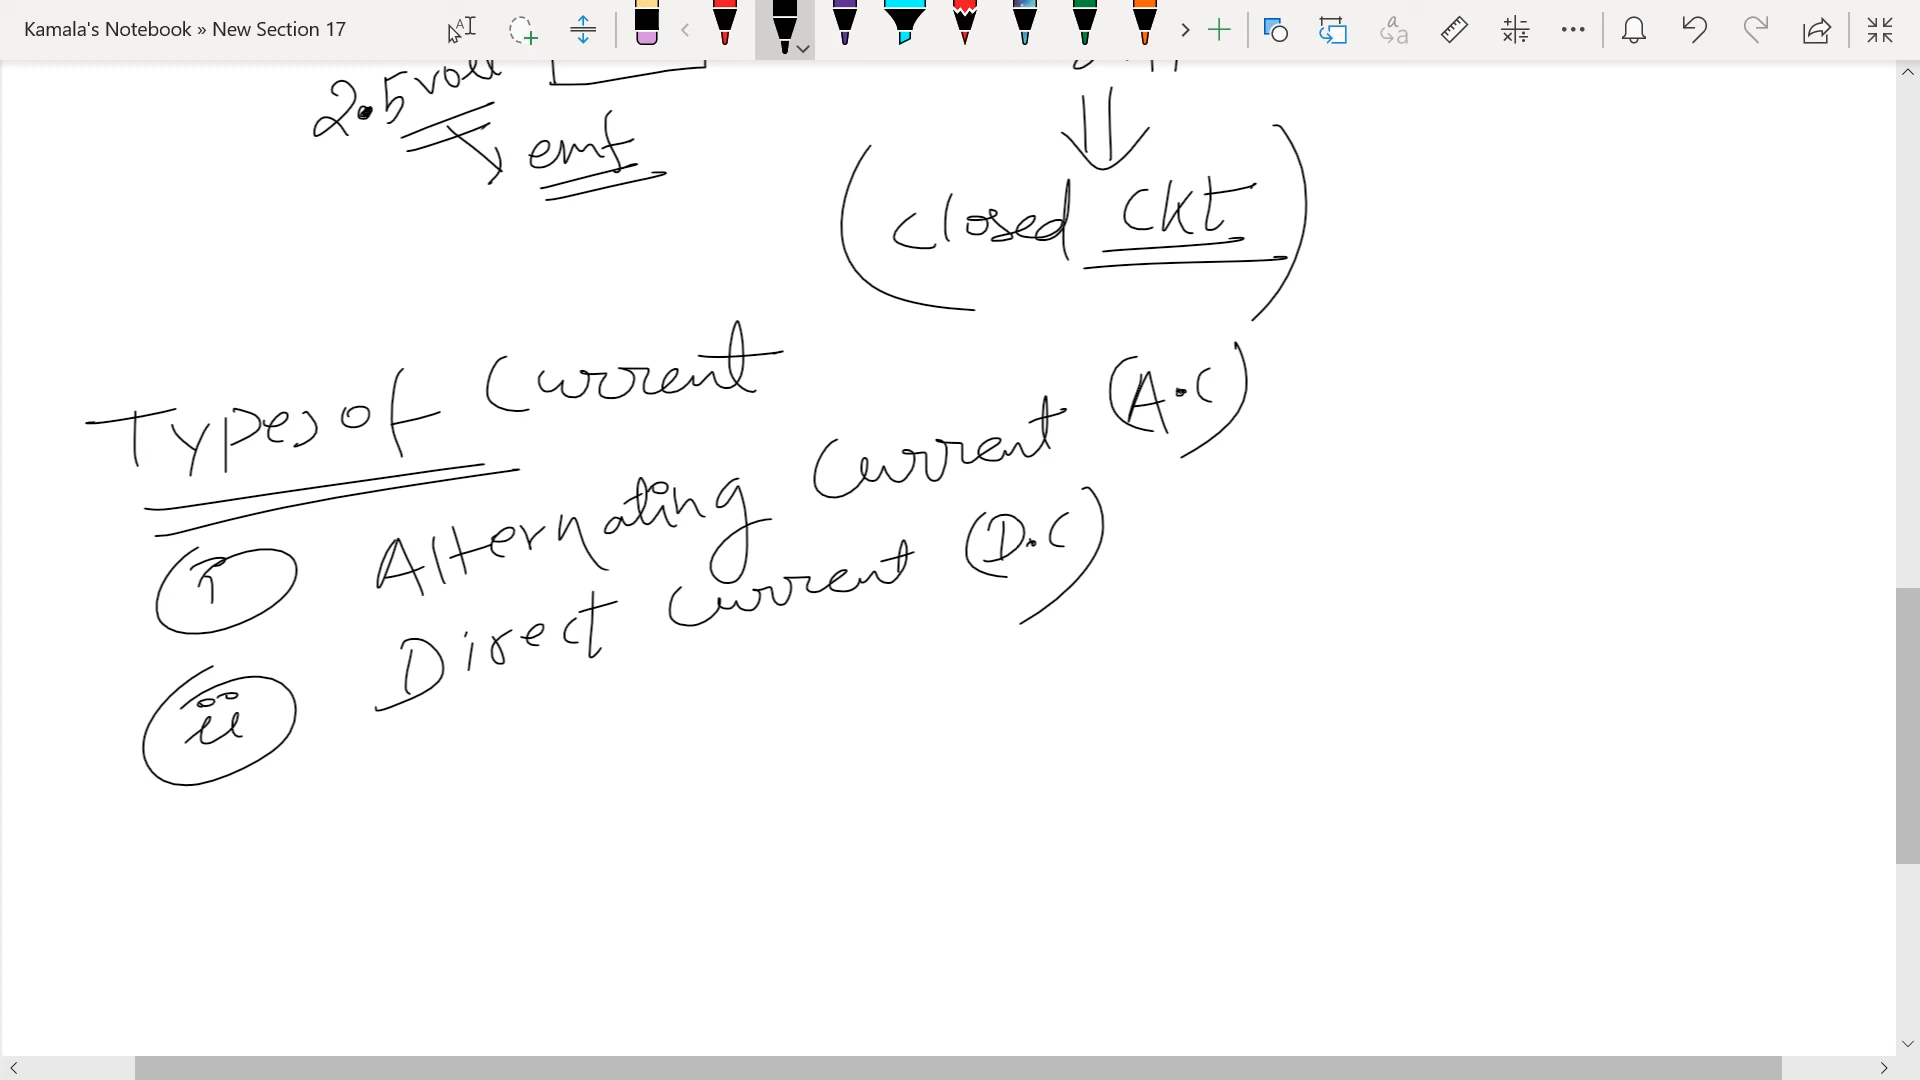 Kamala's Notebook » New Section 17
2.5 volt
emf
(closed CKT)
Types of Current
i Alternating Current (A.C)
ii Direct Current (D.C)